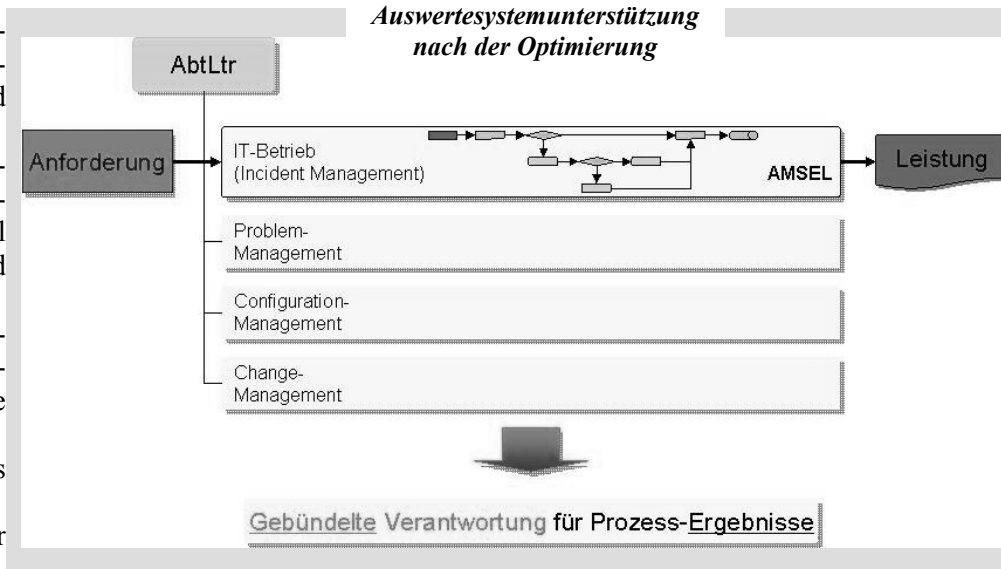 Auswertesystemunterstützung
nach der Optimierung
AbtLtr
Anforderung
IT-Betrieb
(Incident Management)
AMSEL
Leistung
Problem-
Management
Configuration-
Management
Change-
Management
Gebündelte Verantwortung für Prozess-Ergebnisse